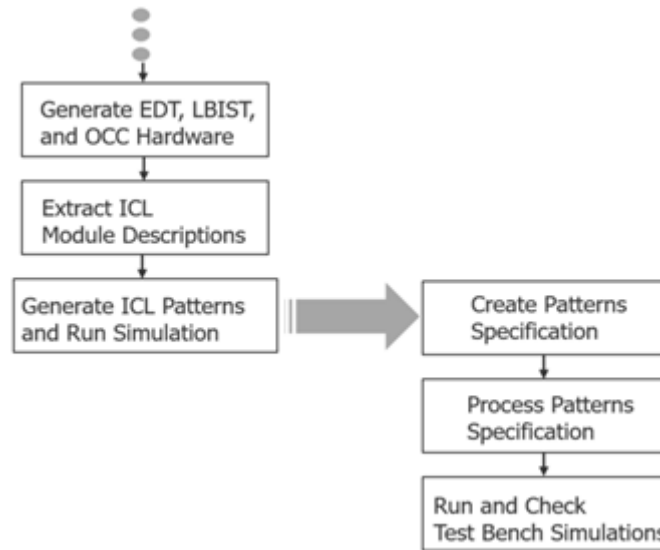 Generate EDT, LBIST,
and OCC Hardware
Extract ICL
Module Descriptions
Generate ICL Patterns
and Run Simulation
Create Patterns
Specification
Process Patterns
Specification
Run and Check
Test Bench Simulations